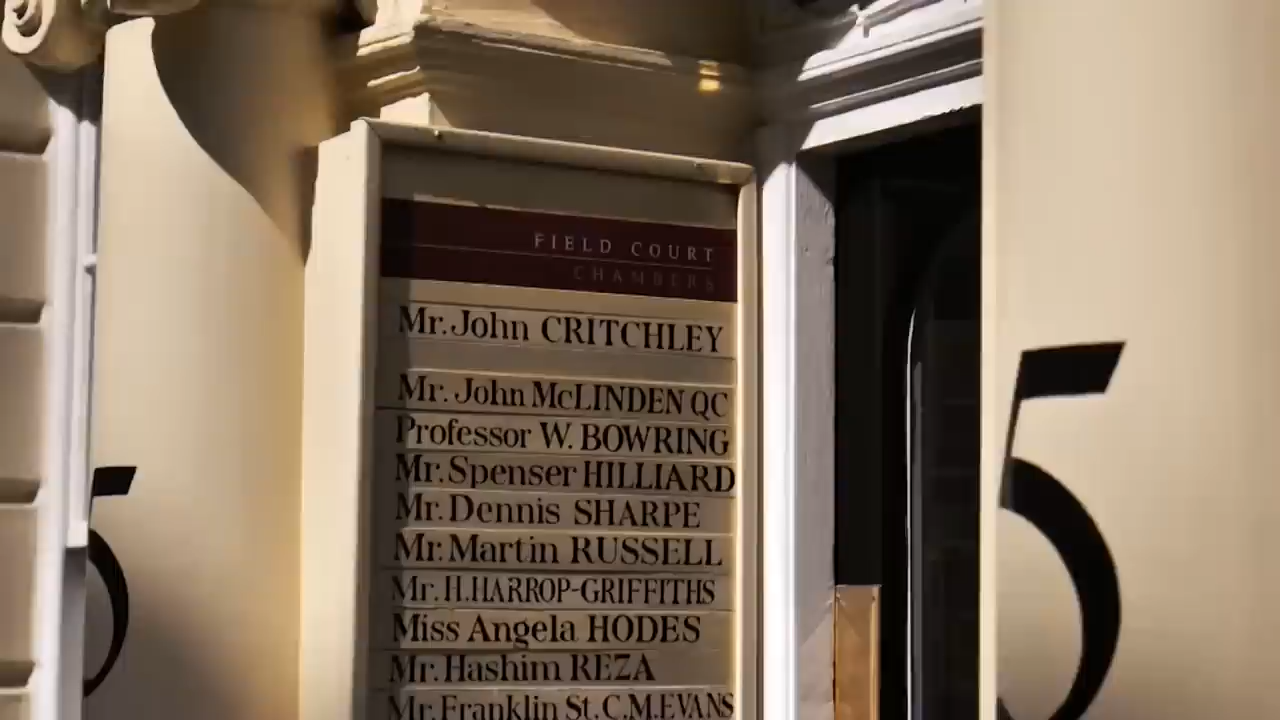 FIELD COURT
CHAMBERS
Mr. John CRITCHLEY
Mr. John McLINDEN QC
Professor W. BOWRING
Mr. Spenser HILLIARD
Mr. Dennis SHARPE
Mr. Martin RUSSELL
Mr. H. HARROP-GRIFFITHS
Miss Angela HODES
Mr. Hashim REZA
Mr. Franklin St. C.M. EVANS
5
5